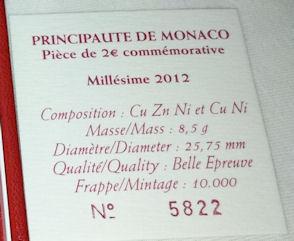 PRINCIPAUTE DE MONACO
Pièce de 2€ commémorative
Millésime 2012
Composition : Cu Zn Ni et Cu Ni
Masse/Mass : 8,5 g
Diamètre/Diameter : 25,75 mm
Qualité/Quality : Belle Epreuve
Frappe/Mintage : 10.000
Nº 5822